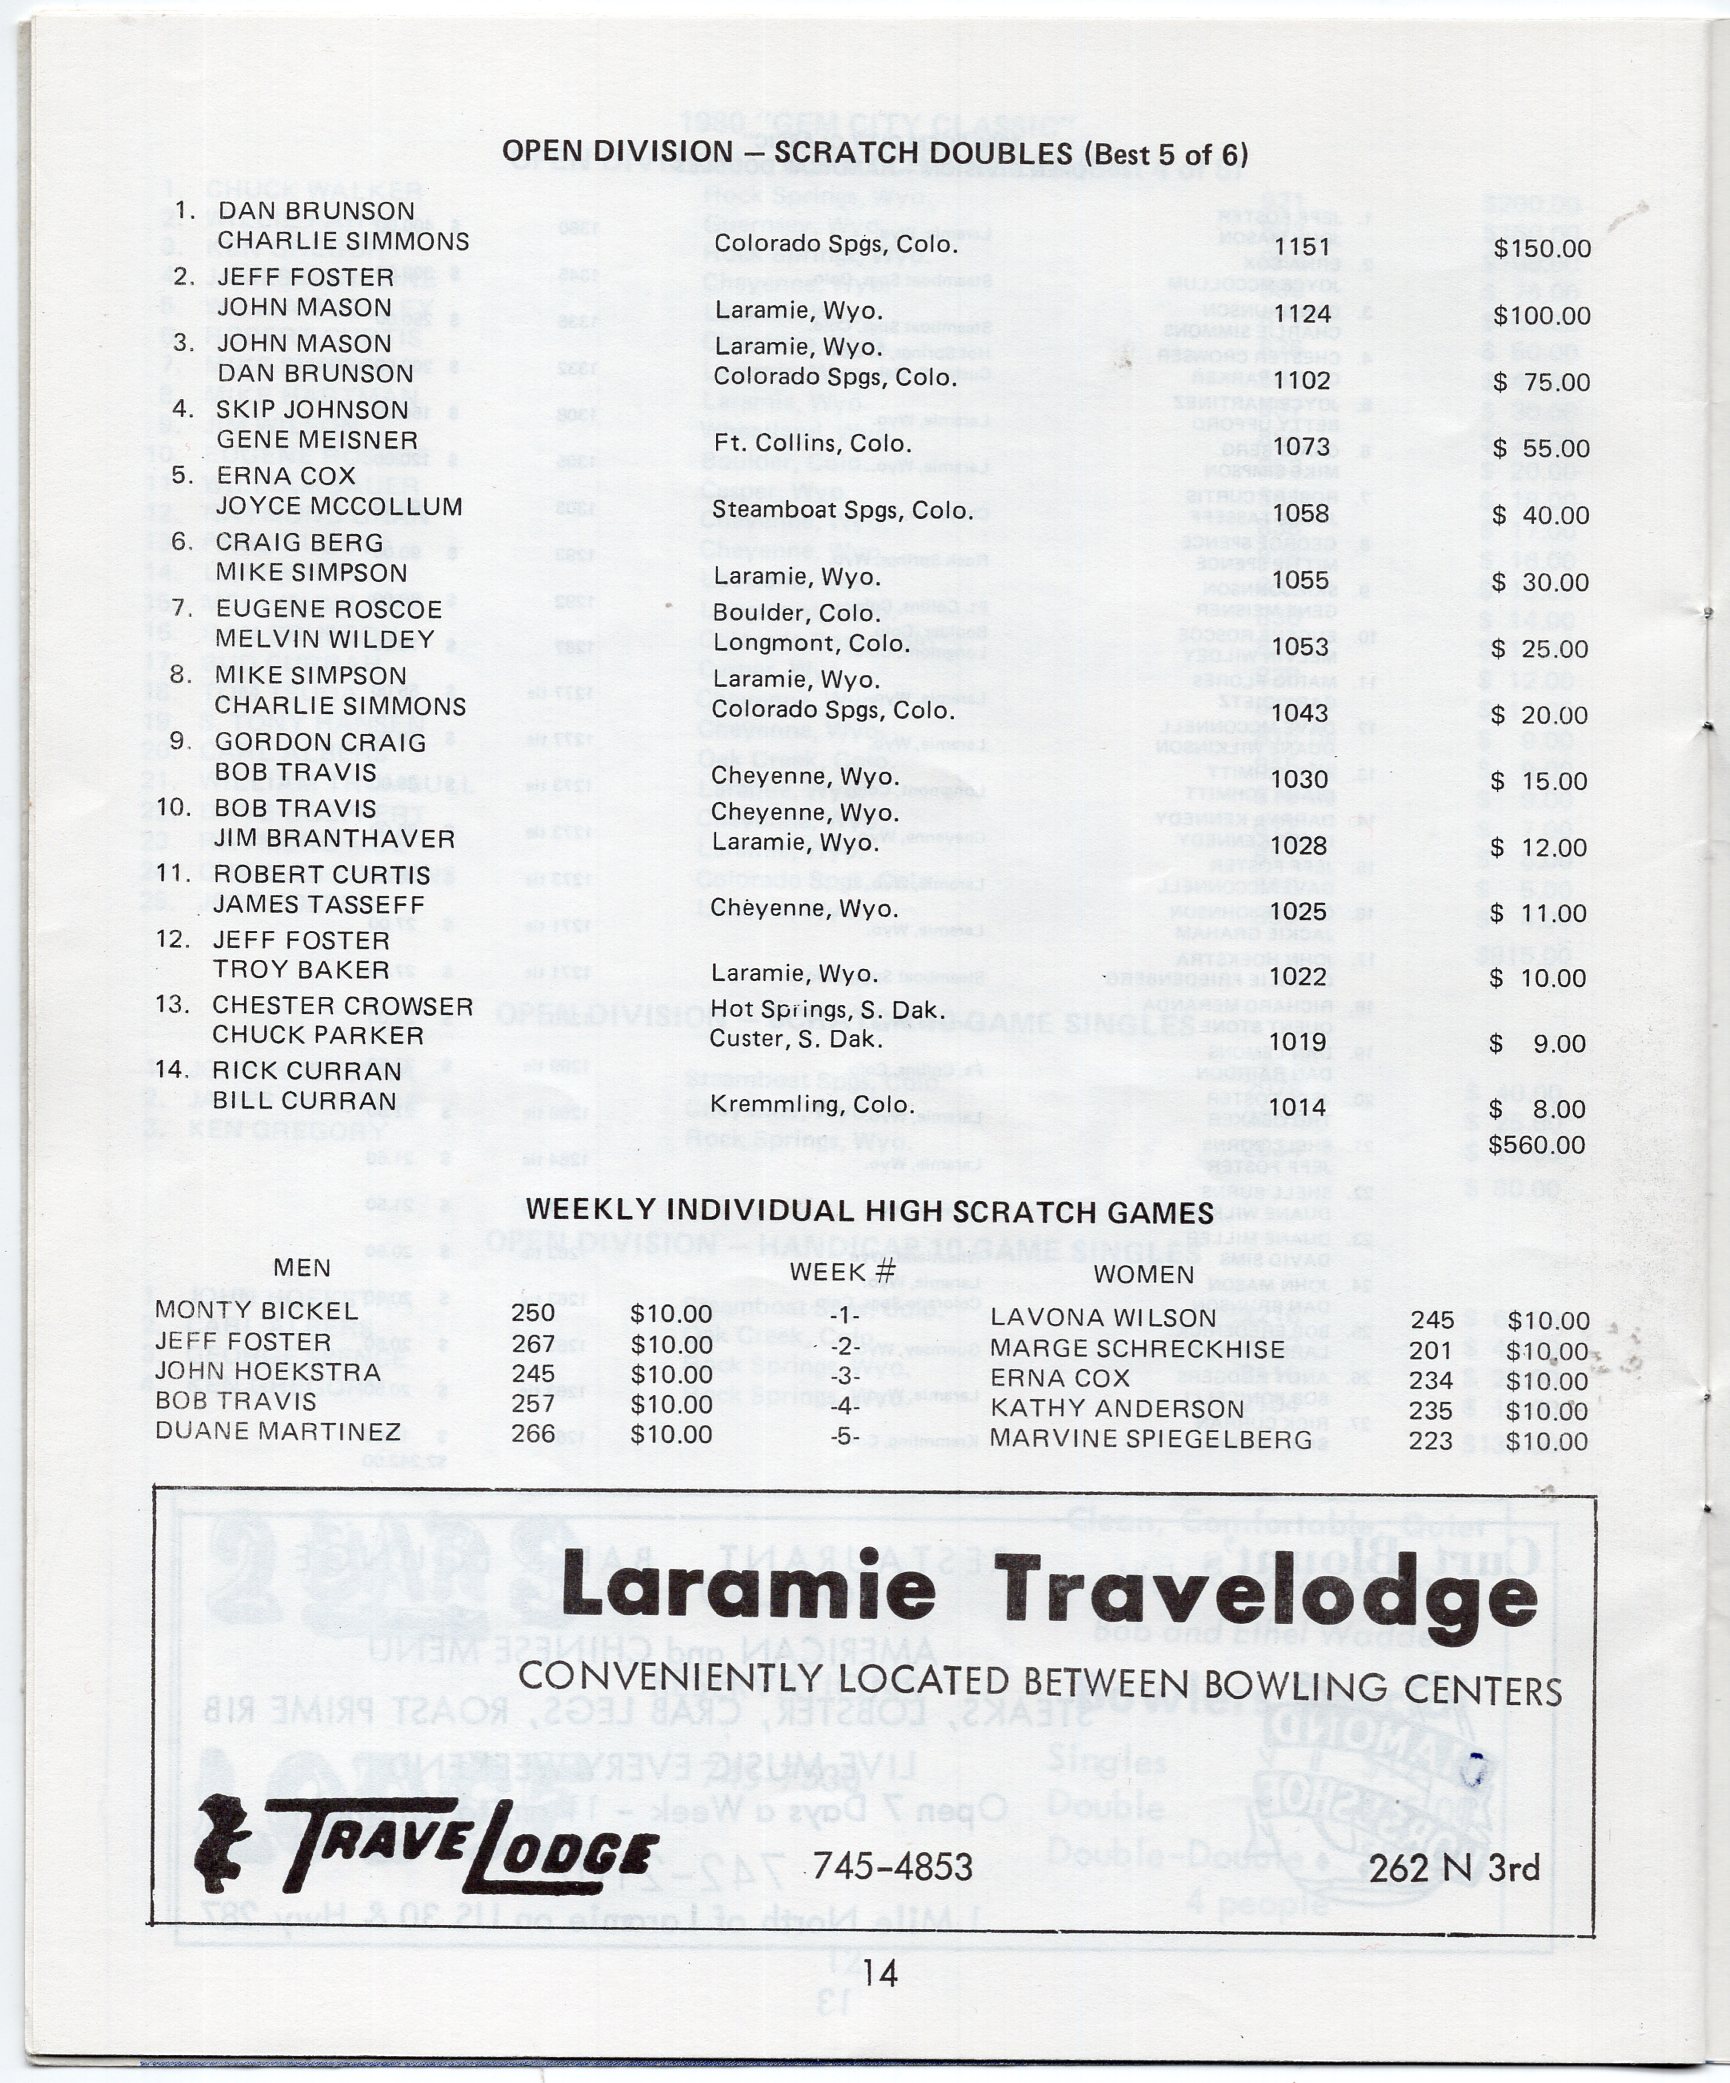 OPEN DIVISION — SCRATCH DOUBLES (Best 5 of 6)
1. DAN BRUNSON
CHARLIE SIMMONS Colorado Spgs, Colo. 1151 $150.00
2. JEFF FOSTER
JOHN MASON Laramie, Wyo. 1124 $100.00
3. JOHN MASON Laramie, Wyo.
DAN BRUNSON Colorado Spgs, Colo. 1102 $ 75.00
4. SKIP JOHNSON
GENE MEISNER Ft. Collins, Colo. 1073 $ 55.00
5. ERNA COX
JOYCE MCCOLLUM Steamboat Spgs, Colo. 1058 $ 40.00
6. CRAIG BERG
MIKE SIMPSON Laramie, Wyo. 1055 $ 30.00
7. EUGENE ROSCOE Boulder, Colo.
MELVIN WILDEY Longmont, Colo. 1053 $ 25.00
8. MIKE SIMPSON Laramie, Wyo.
CHARLIE SIMMONS Colorado Spgs, Colo. 1043 $ 20.00
9. GORDON CRAIG
BOB TRAVIS Cheyenne, Wyo. 1030 $ 15.00
10. BOB TRAVIS Cheyenne, Wyo.
JIM BRANTHAVER Laramie, Wyo. 1028 $ 12.00
11. ROBERT CURTIS
JAMES TASSEFF Cheyenne, Wyo. 1025 $ 11.00
12. JEFF FOSTER
TROY BAKER Laramie, Wyo. 1022 $ 10.00
13. CHESTER CROWSER Hot Springs, S. Dak.
CHUCK PARKER Custer, S. Dak. 1019 $ 9.00
14. RICK CURRAN
BILL CURRAN Kremmling, Colo. 1014 $ 8.00
$560.00
WEEKLY INDIVIDUAL HIGH SCRATCH GAMES
MEN WEEK # WOMEN
MONTY BICKEL 250 $10.00 -1- LAVONA WILSON 245 $10.00
JEFF FOSTER 267 $10.00 -2- MARGE SCHRECKHISE 201 $10.00
JOHN HOEKSTRA 245 $10.00 -3- ERNA COX 234 $10.00
BOB TRAVIS 257 $10.00 -4- KATHY ANDERSON 235 $10.00
DUANE MARTINEZ 266 $10.00 -5- MARVINE SPIEGELBERG 223 $10.00
Laramie Travelodge
CONVENIENTLY LOCATED BETWEEN BOWLING CENTERS
TRAVELODGE 745-4853 262 N 3rd
14